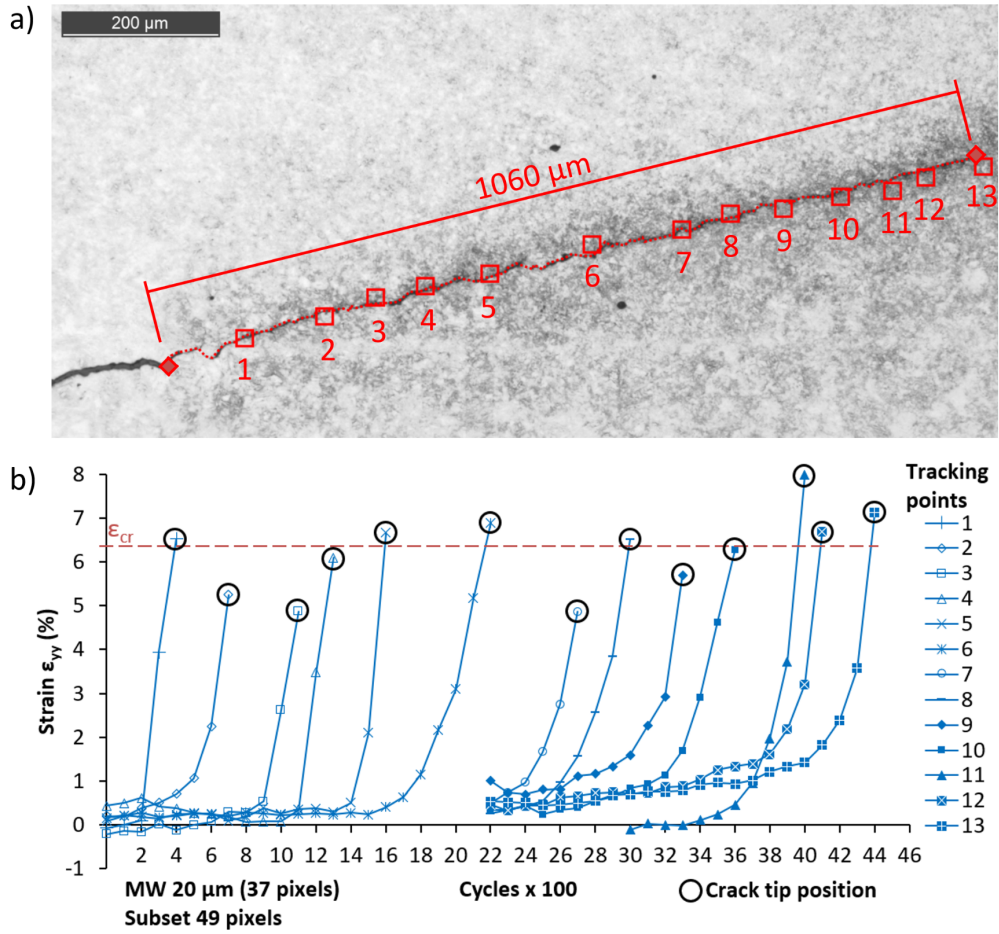 a)
200 µm
1060 µm
1 2 3 4 5 6 7 8 9 10 11 12 13
b)
8
7
6
5
4
3
2
1
0
-1
Strain εyy (%)
εcr
2 4 6 8 10 12 14 16 18 20 22 24 26 28 30 32 34 36 38 40 42 44 46
MW 20 µm (37 pixels)
Subset 49 pixels
Cycles x 100
Crack tip position
Tracking
points
1
2
3
4
5
6
7
8
9
10
11
12
13